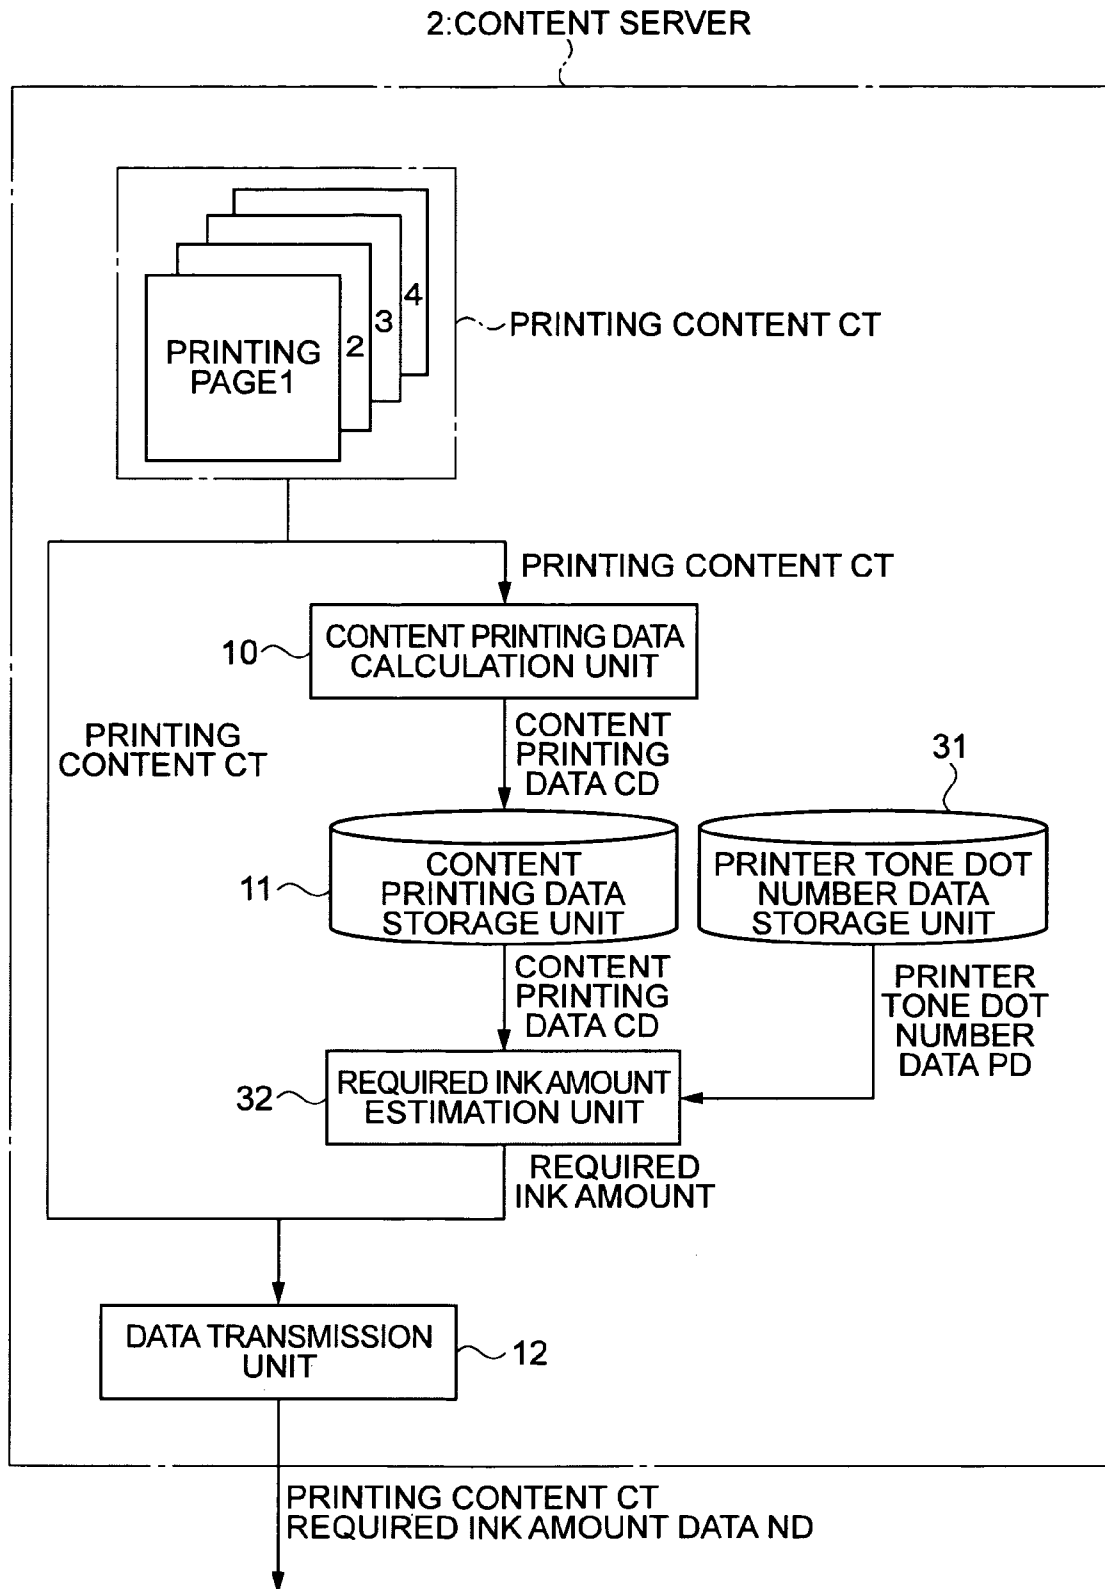 2:CONTENT SERVER
PRINTING
PAGE1
2
3
4
PRINTING CONTENT CT
PRINTING CONTENT CT
10
CONTENT PRINTING DATA
CALCULATION UNIT
PRINTING
CONTENT CT
CONTENT
PRINTING
DATA CD
31
11
CONTENT
PRINTING DATA
STORAGE UNIT
PRINTER TONE DOT
NUMBER DATA
STORAGE UNIT
CONTENT
PRINTING
DATA CD
PRINTER
TONE DOT
NUMBER
DATA PD
32
REQUIRED INK AMOUNT
ESTIMATION UNIT
REQUIRED
INK AMOUNT
DATA TRANSMISSION
UNIT
12
PRINTING CONTENT CT
REQUIRED INK AMOUNT DATA ND